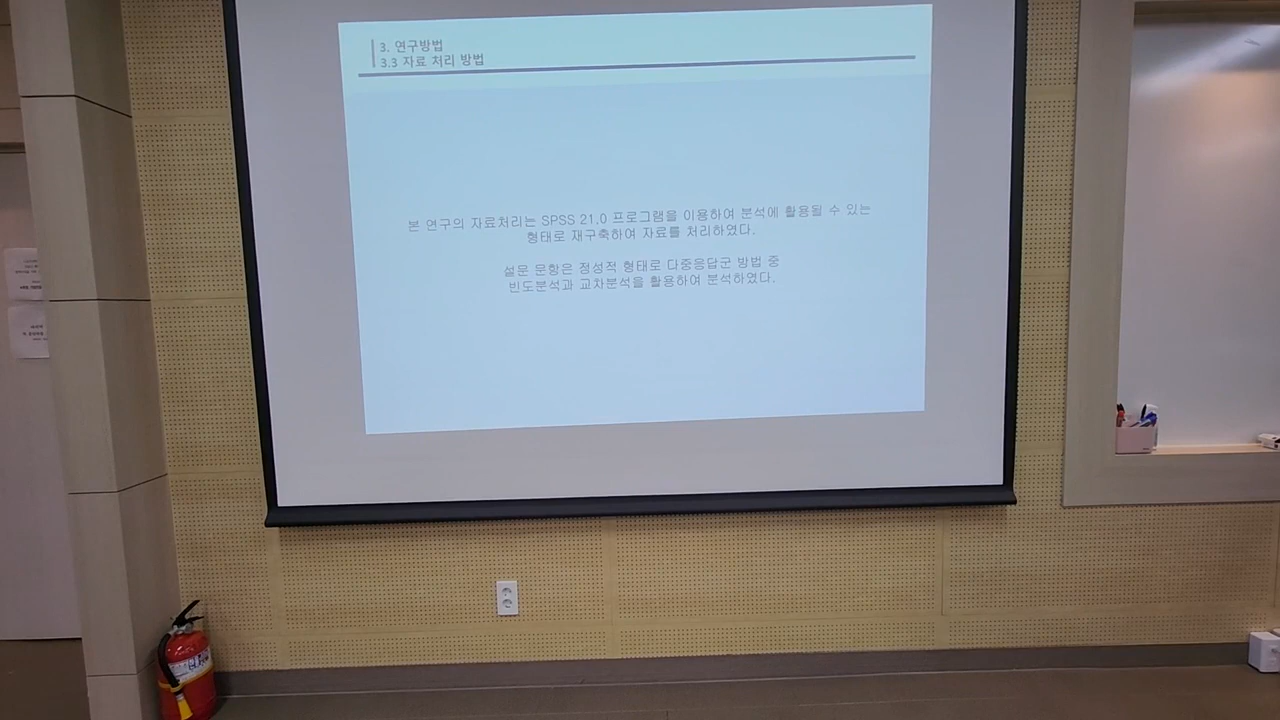 3. 연구방법
3.3 자료 처리 방법
본 연구의 자료처리는 SPSS 21.0 프로그램을 이용하여 분석에 활용될 수 있는
형태로 재구축하여 자료를 처리하였다.
설문 문항은 정성적 형태로 다중응답군 방법 중
빈도분석과 교차분석을 활용하여 분석하였다.